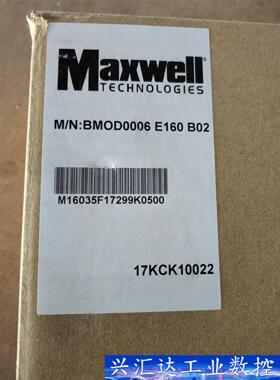 Maxwell
TECHNOLOGIES
M/N:BMOD0006 E160 B02
M16035F17299K0500
17KCK10022
兴汇达工业数控